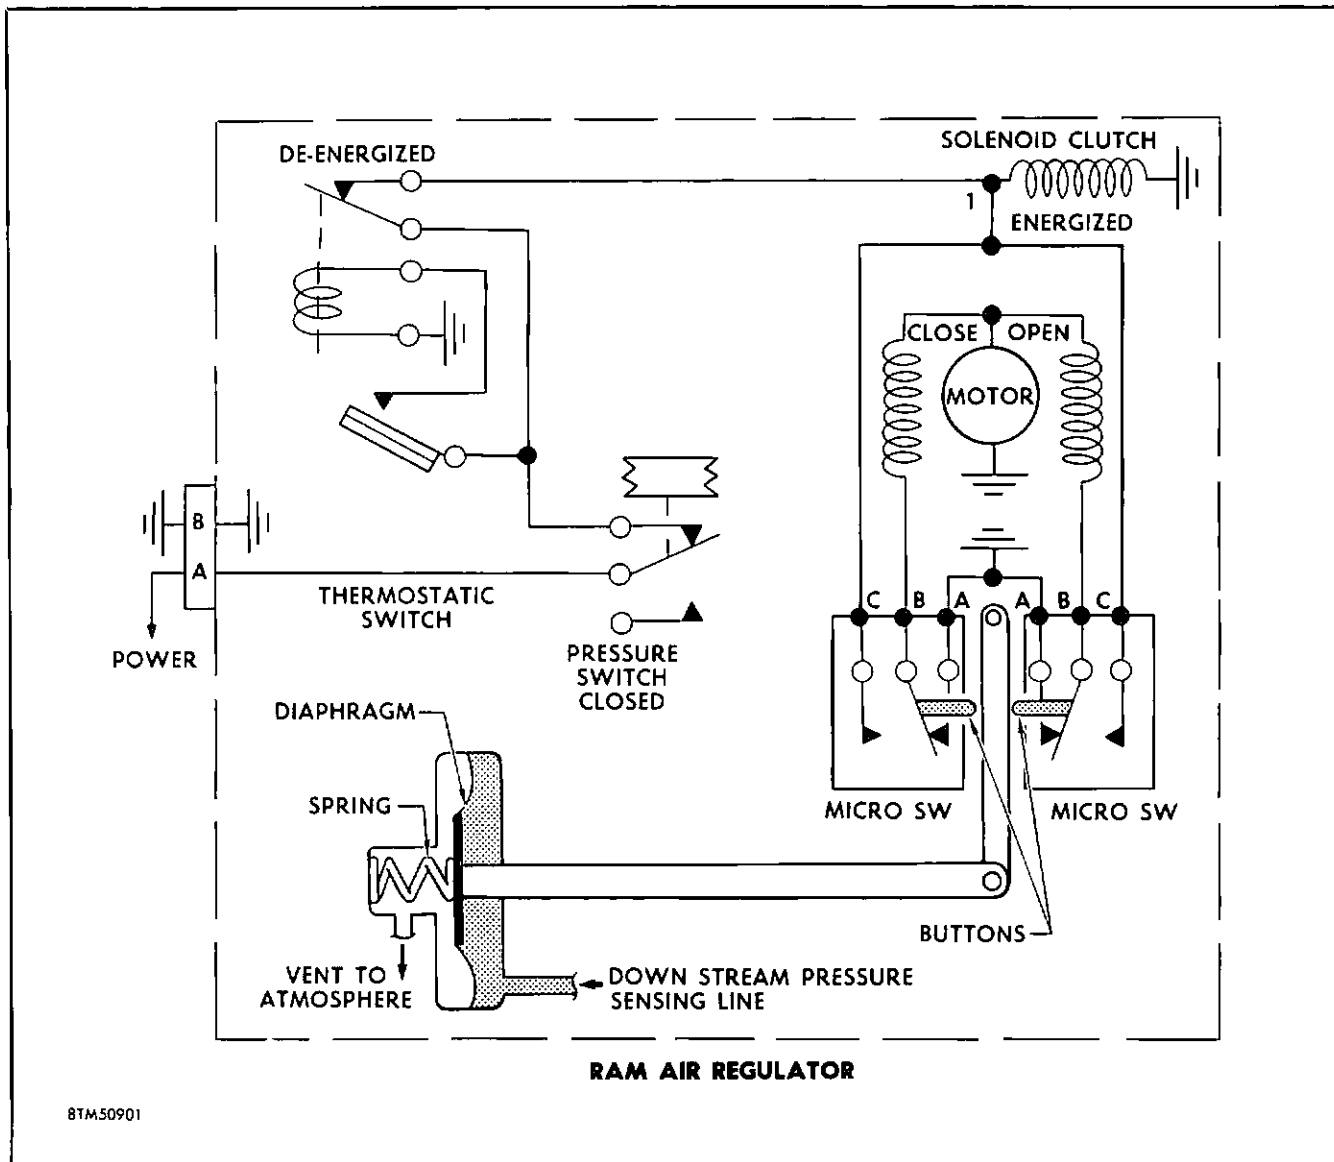 DE-ENERGIZED
SOLENOID CLUTCH
1
ENERGIZED
CLOSE
OPEN
MOTOR
B
A
THERMOSTATIC
SWITCH
POWER
PRESSURE
SWITCH
CLOSED
C
B
A
A
B
C
MICRO SW
MICRO SW
DIAPHRAGM
SPRING
BUTTONS
VENT TO
ATMOSPHERE
DOWN STREAM PRESSURE
SENSING LINE
RAM AIR REGULATOR
8TM50901